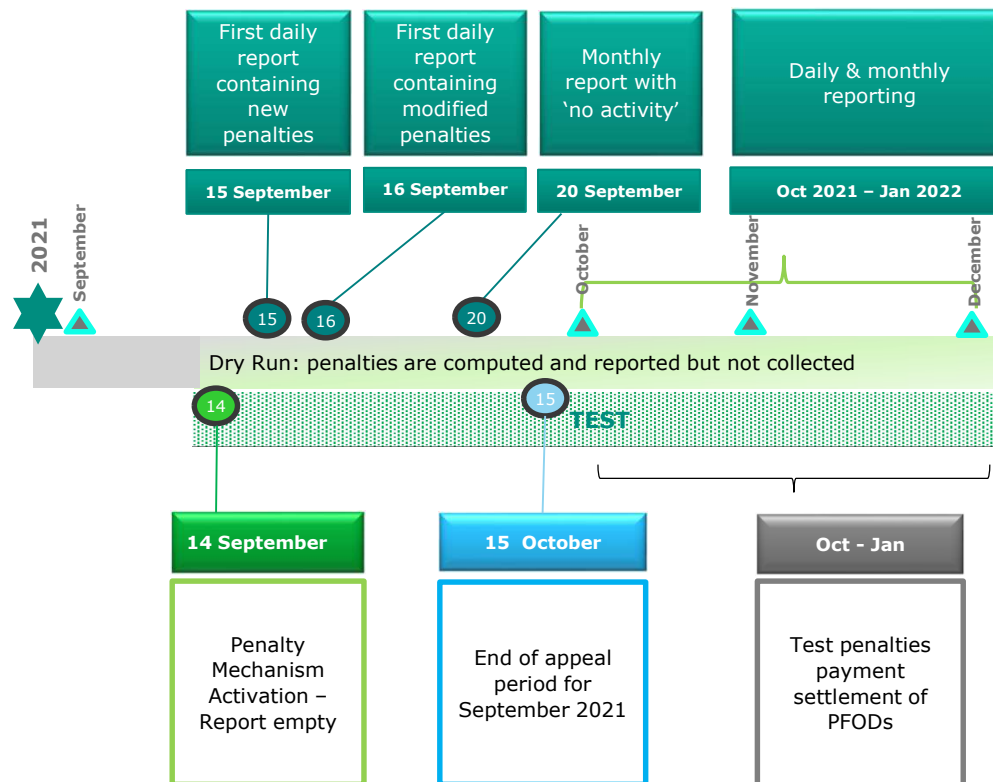 First daily
report
containing
new
penalties
First daily
report
containing
modified
penalties
Monthly
report with
‘no activity’
Daily & monthly
reporting
15 September
16 September
20 September
Oct 2021 – Jan 2022
2021
September
October
November
December
15
16
20
Dry Run: penalties are computed and reported but not collected
14
15
TEST
14 September
15 October
Oct - Jan
Penalty
Mechanism
Activation –
Report empty
End of appeal
period for
September 2021
Test penalties
payment
settlement of
PFODs